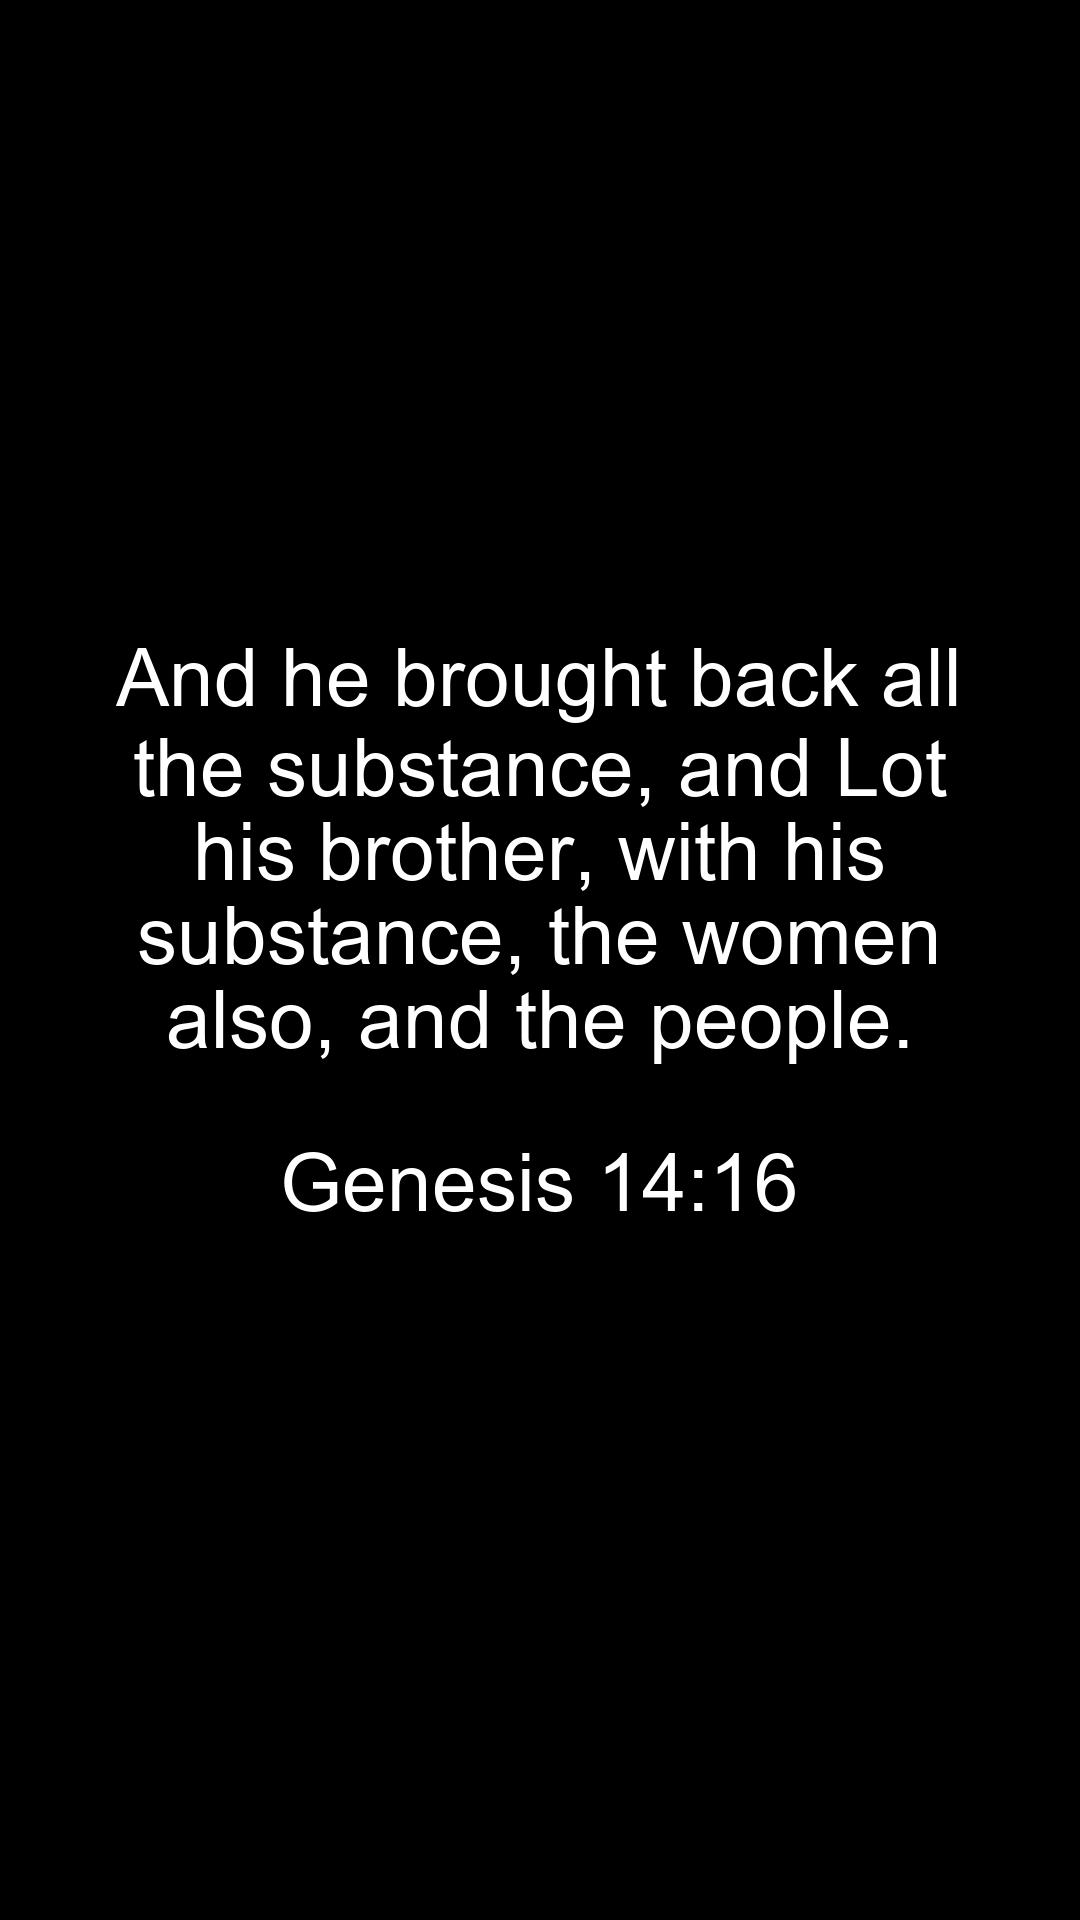 And he brought back all
the substance, and Lot
his brother, with his
substance, the women
also, and the people.
Genesis 14:16